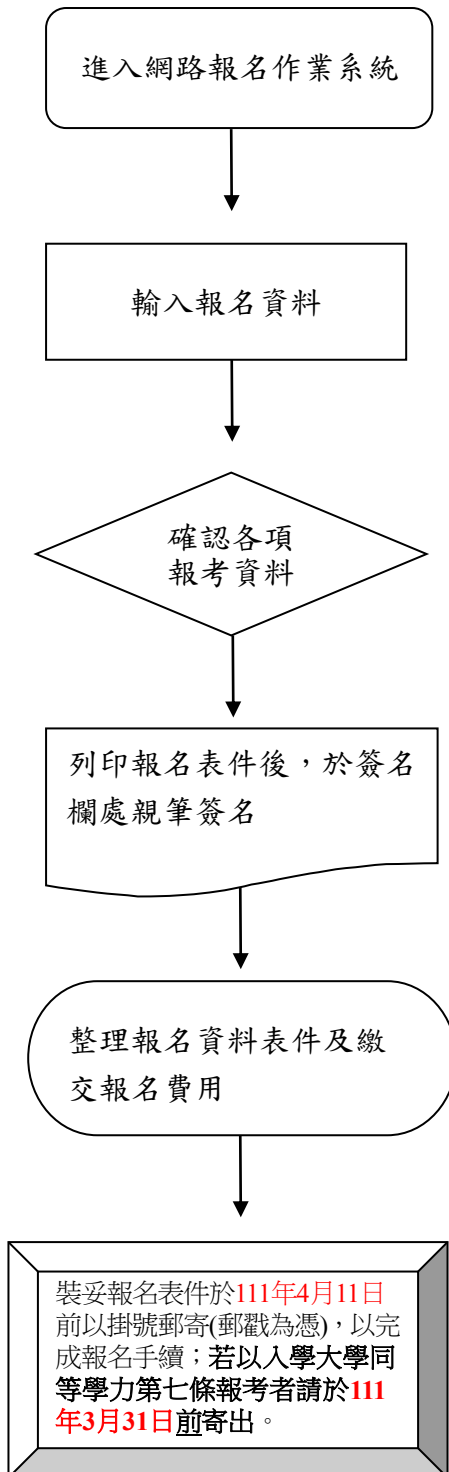 進入網路報名作業系統
輸入報名資料
確認各項
報考資料
列印報名表件後，於簽名
欄處親筆簽名
整理報名資料表件及繳
交報名費用
裝妥報名表件於111年4月11日
前以掛號郵寄(郵戳為憑)，以完
成報名手續；若以入學大學同
等學力第七條報考者請於111
年3月31日前寄出。